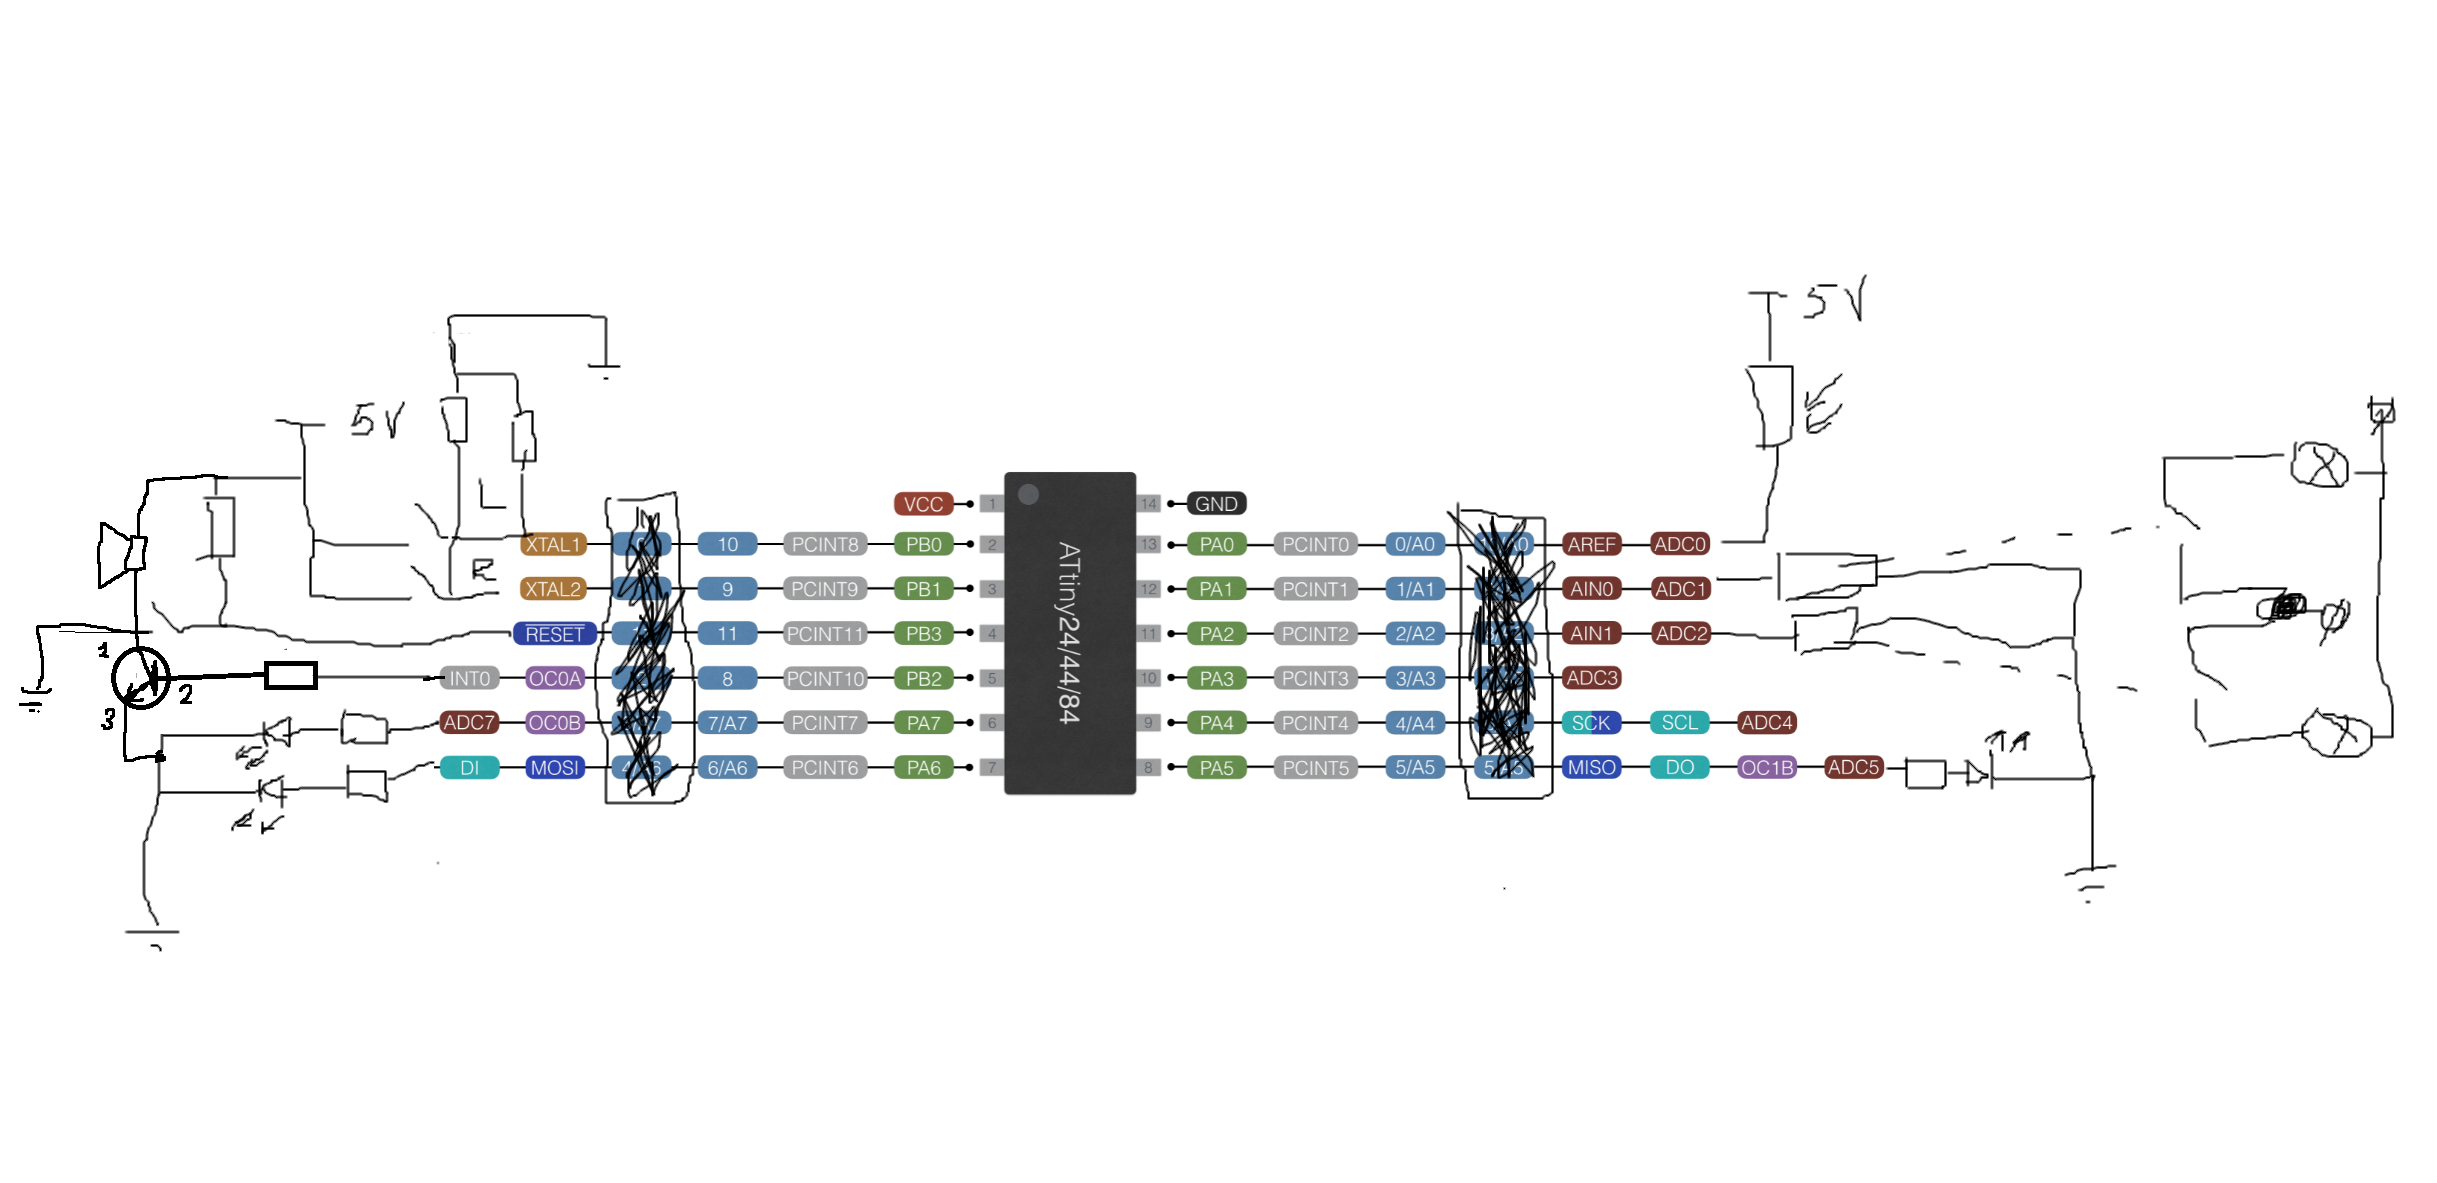 5V
5V
L
VCC 1 14 GND
XTAL1 10 PCINT8 PB0 2 13 PA0 PCINT0 0/A0 AREF ADC0
R
XTAL2 9 PCINT9 PB1 3 12 PA1 PCINT1 1/A1 AIN0 ADC1
RESET 11 PCINT11 PB3 4 11 PA2 PCINT2 2/A2 AIN1 ADC2
1
2
3
INT0 OC0A 8 PCINT10 PB2 5 10 PA3 PCINT3 3/A3 ADC3
ADC7 OC0B 7/A7 PCINT7 PA7 6 9 PA4 PCINT4 4/A4 SCK SCL ADC4
DI MOSI 6/A6 PCINT6 PA6 7 8 PA5 PCINT5 5/A5 MISO DO OC1B ADC5
ATtiny24/44/84